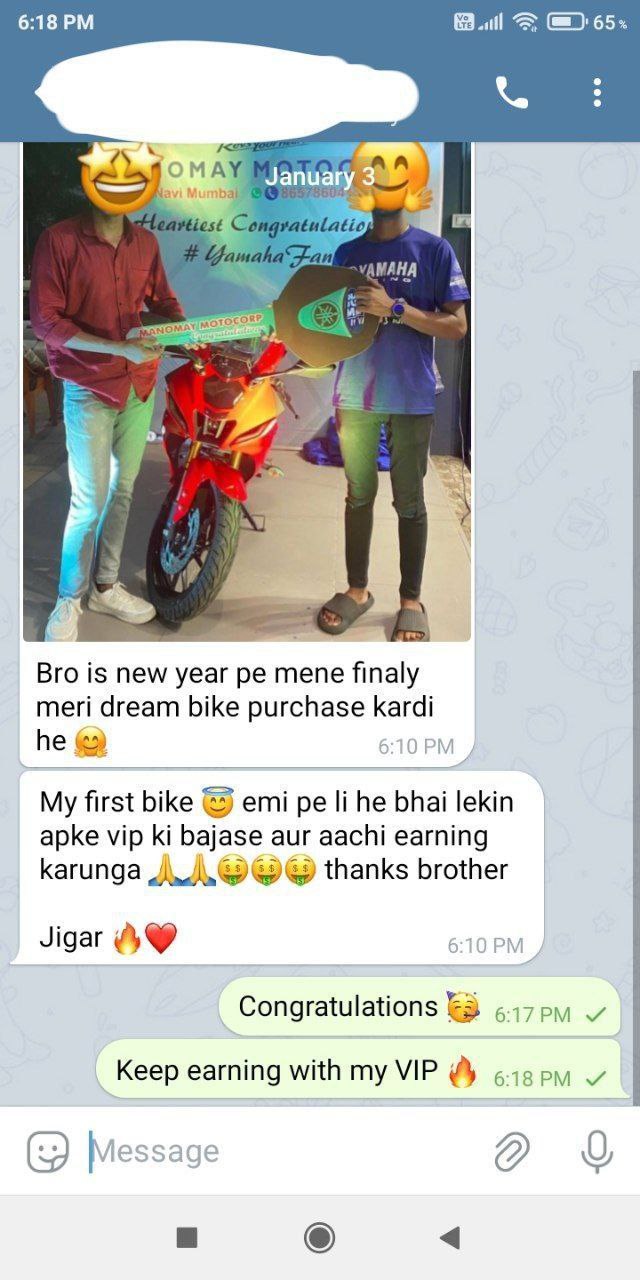 6:18 PM
Vo LTE
65%
January 3
OMAY MOTOC
Navi Mumbai
Heartiest Congratulation
# YamahaFan
YAMAHA
MANOMAY MOTOCORP
Congratulations
Bro is new year pe mene finaly
meri dream bike purchase kardi
he 🤗
6:10 PM
My first bike 😇 emi pe li he bhai lekin
apke vip ki bajase aur aachi earning
karunga 🙏🙏🤑🤑🤑 thanks brother
Jigar 🔥❤️
6:10 PM
Congratulations 🥳 6:17 PM
Keep earning with my VIP 🔥 6:18 PM
Message